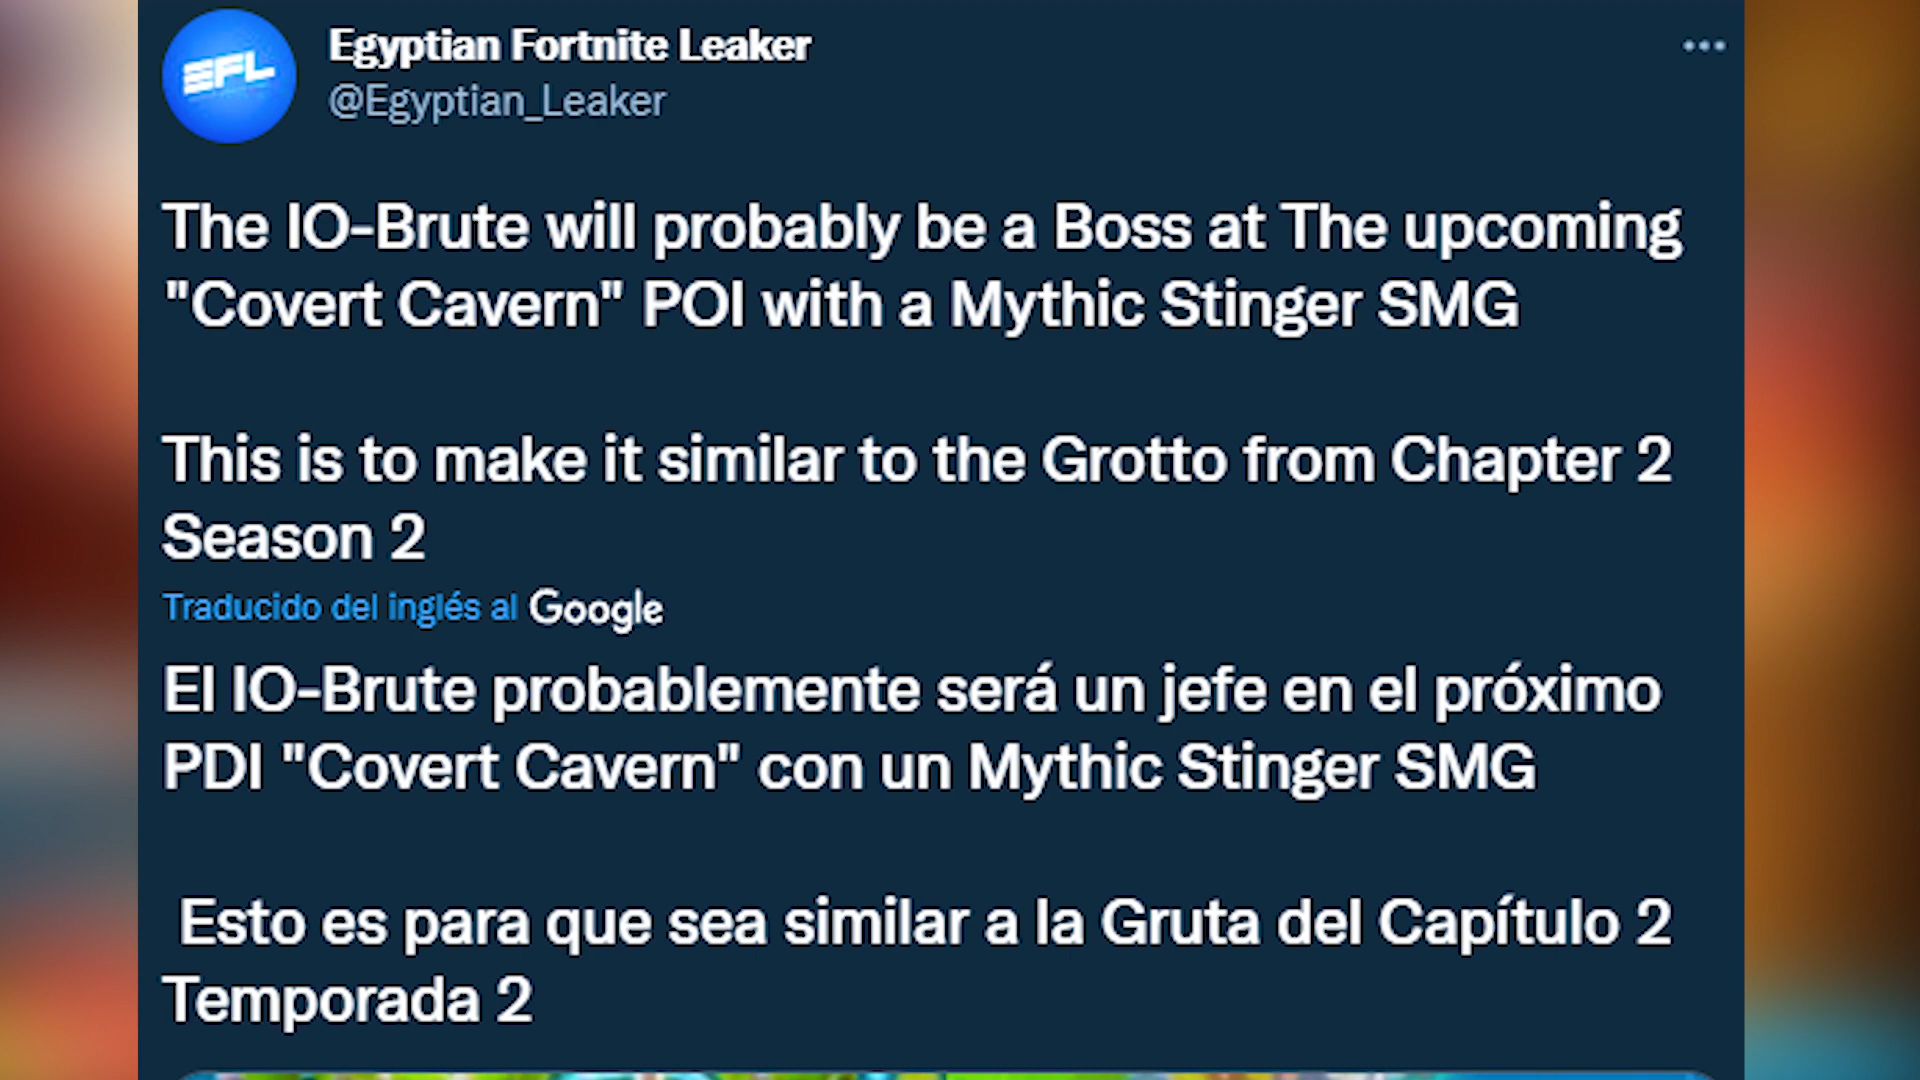 EFL
Egyptian Fortnite Leaker
@Egyptian_Leaker
The IO-Brute will probably be a Boss at The upcoming
"Covert Cavern" POI with a Mythic Stinger SMG
This is to make it similar to the Grotto from Chapter 2
Season 2
Traducido del inglés al Google
El IO-Brute probablemente será un jefe en el próximo
PDI "Covert Cavern" con un Mythic Stinger SMG
Esto es para que sea similar a la Gruta del Capítulo 2
Temporada 2